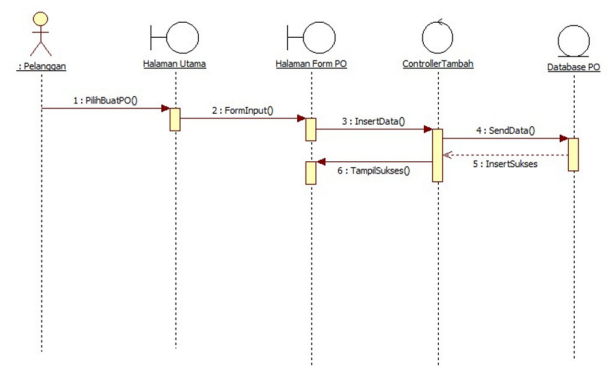 : Pelanggan
Halaman Utama
Halaman Form PO
ControllerTambah
Database PO
1 : PilihBuatPO()
2 : FormInput()
3 : InsertData()
4 : SendData()
5 : InsertSukses
6 : TampilSukses()